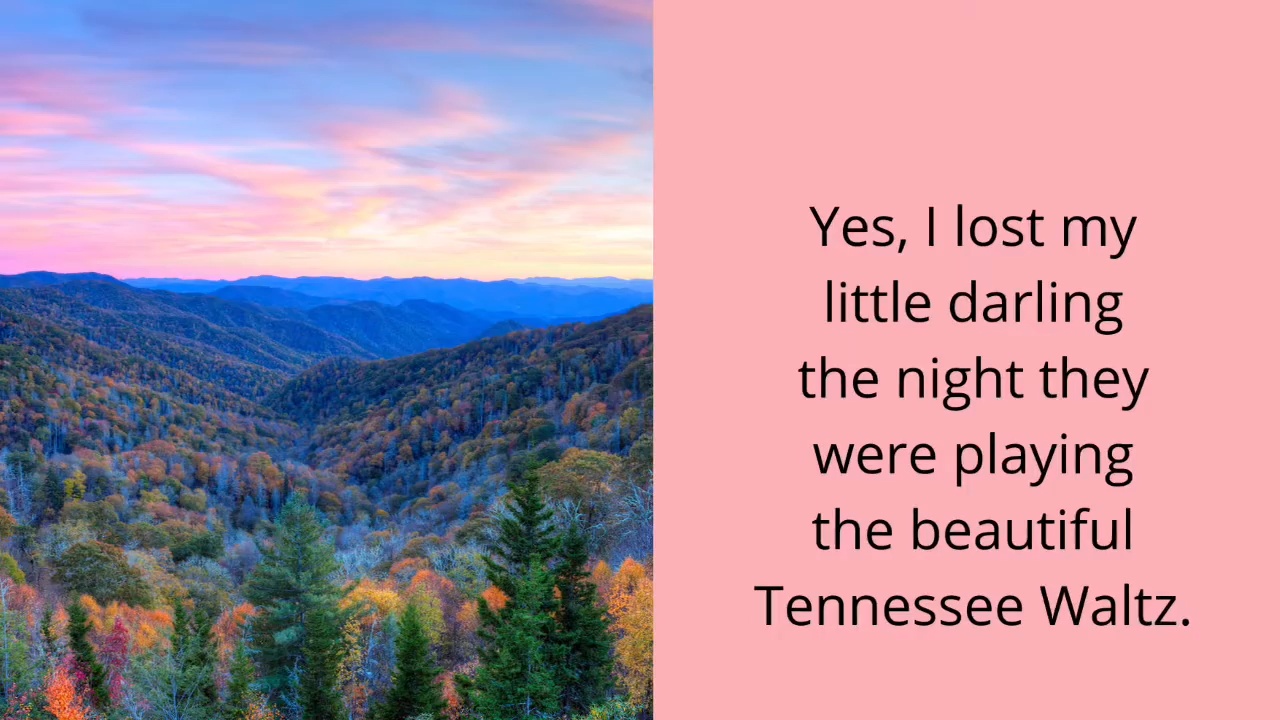 Yes, I lost my
little darling
the night they
were playing
the beautiful
Tennessee Waltz.